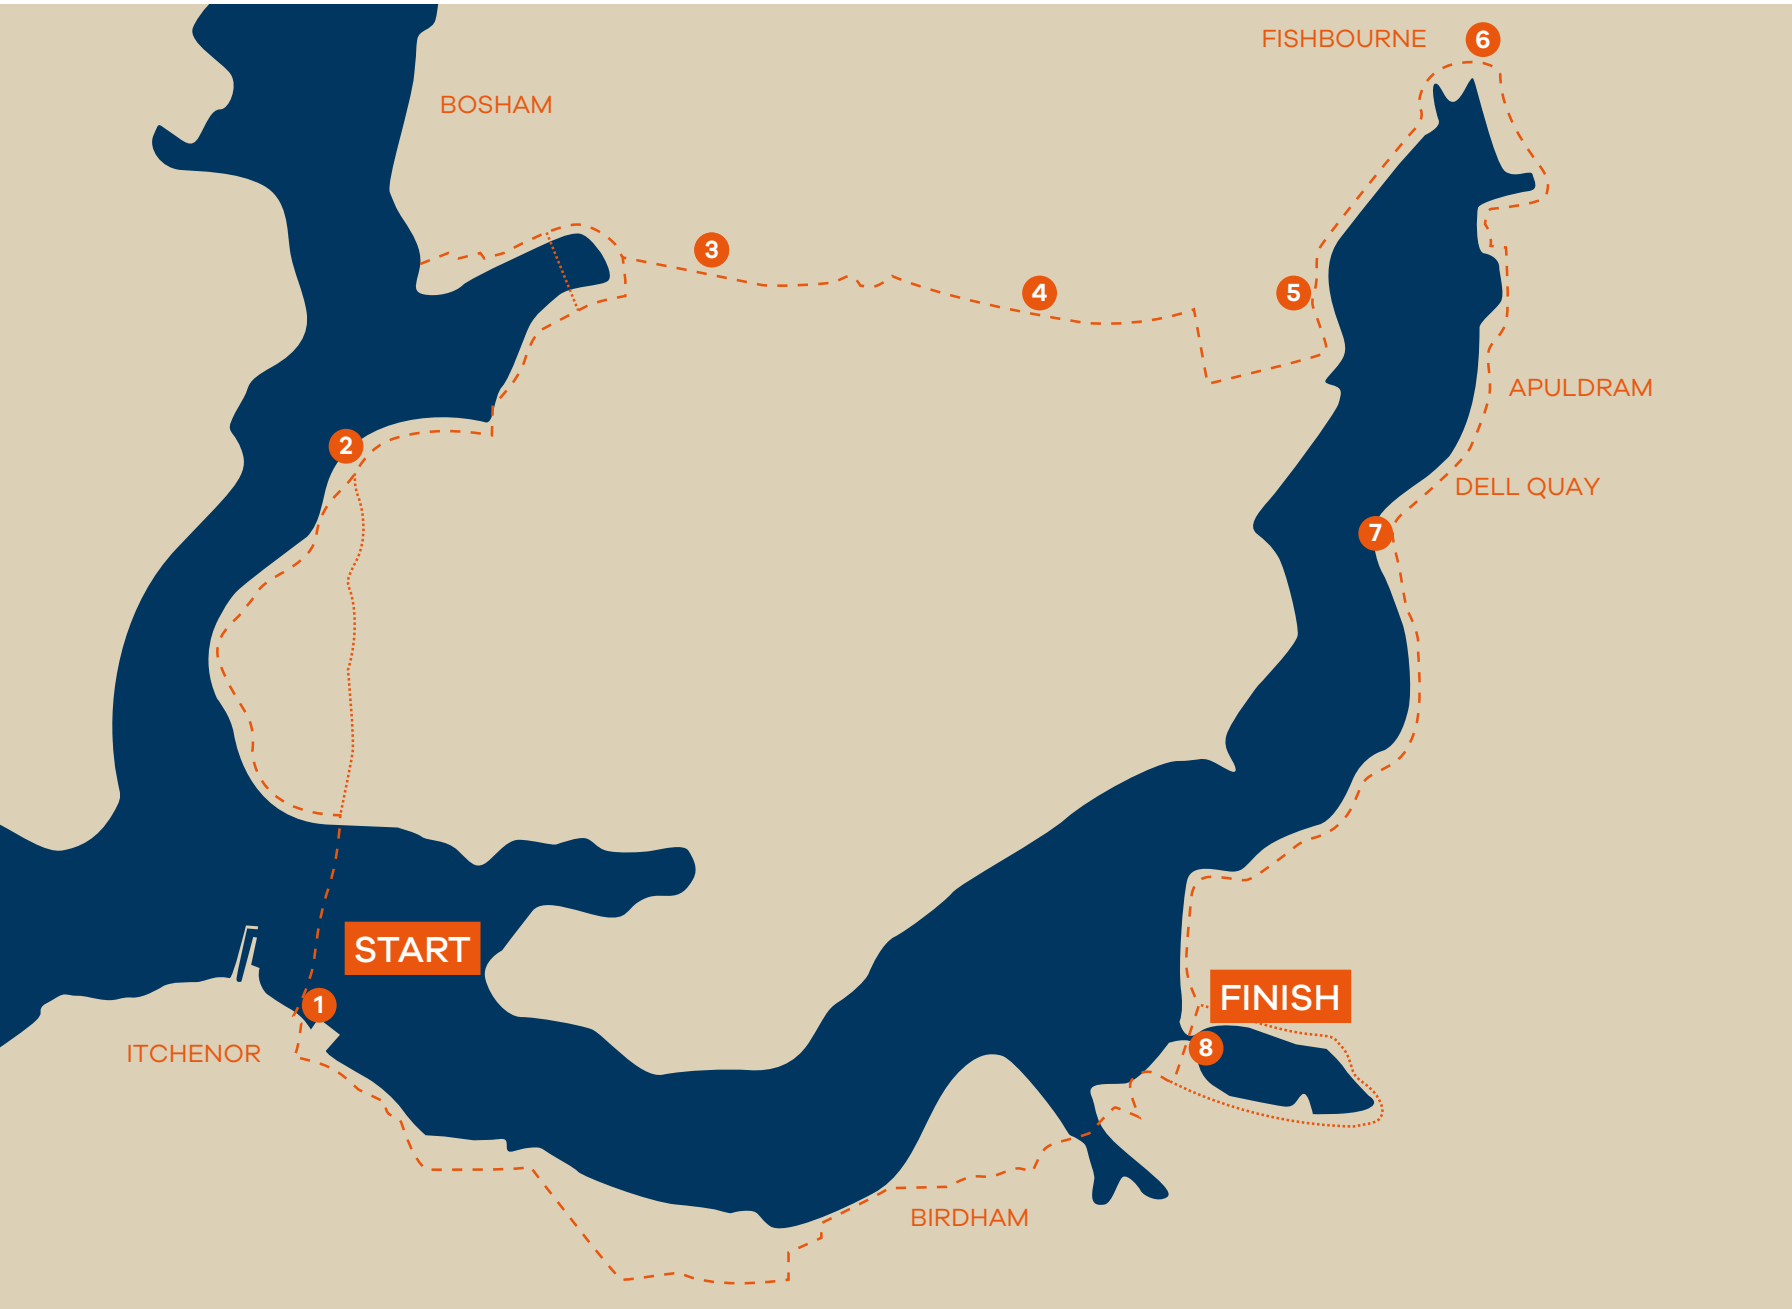 FISHBOURNE
6
BOSHAM
3
4
5
APULDRAM
2
DELL QUAY
7
START
FINISH
1
8
ITCHENOR
BIRDHAM